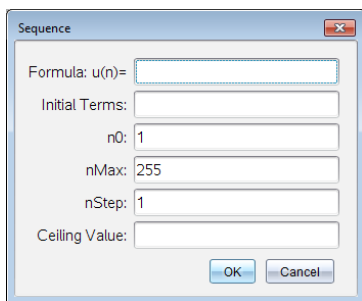 Sequence
Formula: u(n)=
Initial Terms:
n0: 1
nMax: 255
nStep: 1
Ceiling Value:
OK Cancel